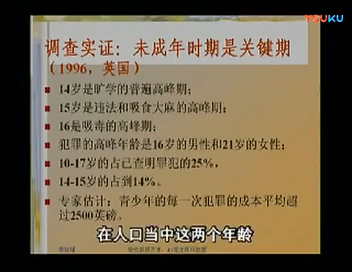 YOUKU
调查实证：未成年时期是关键期
（1996，英国）
14岁是旷学的普遍高峰期；
15岁是违法和吸食大麻的高峰期；
16是吸毒的高峰期；
犯罪的高峰年龄是16岁的男性和21岁的女性；
10-17岁的占已查明罪犯的25%，
14-15岁的占到14%。
专家估计：青少年的每一次犯罪的成本平均超
过2500英磅。
在人口当中这两个年龄